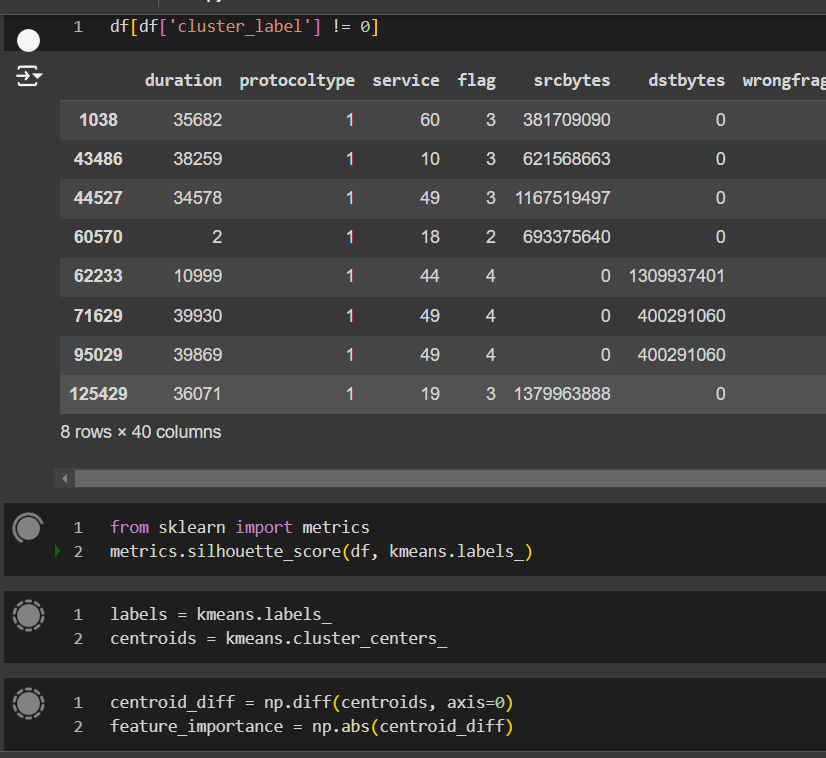 1 df[df['cluster_label'] != 0]
duration protocoltype service flag srcbytes dstbytes wrongfrag
1038 35682 1 60 3 381709090 0
43486 38259 1 10 3 621568663 0
44527 34578 1 49 3 1167519497 0
60570 2 1 18 2 693375640 0
62233 10999 1 44 4 0 1309937401
71629 39930 1 49 4 0 400291060
95029 39869 1 49 4 0 400291060
125429 36071 1 19 3 1379963888 0
8 rows × 40 columns
1 from sklearn import metrics
2 metrics.silhouette_score(df, kmeans.labels_)
1 labels = kmeans.labels_
2 centroids = kmeans.cluster_centers_
1 centroid_diff = np.diff(centroids, axis=0)
2 feature_importance = np.abs(centroid_diff)